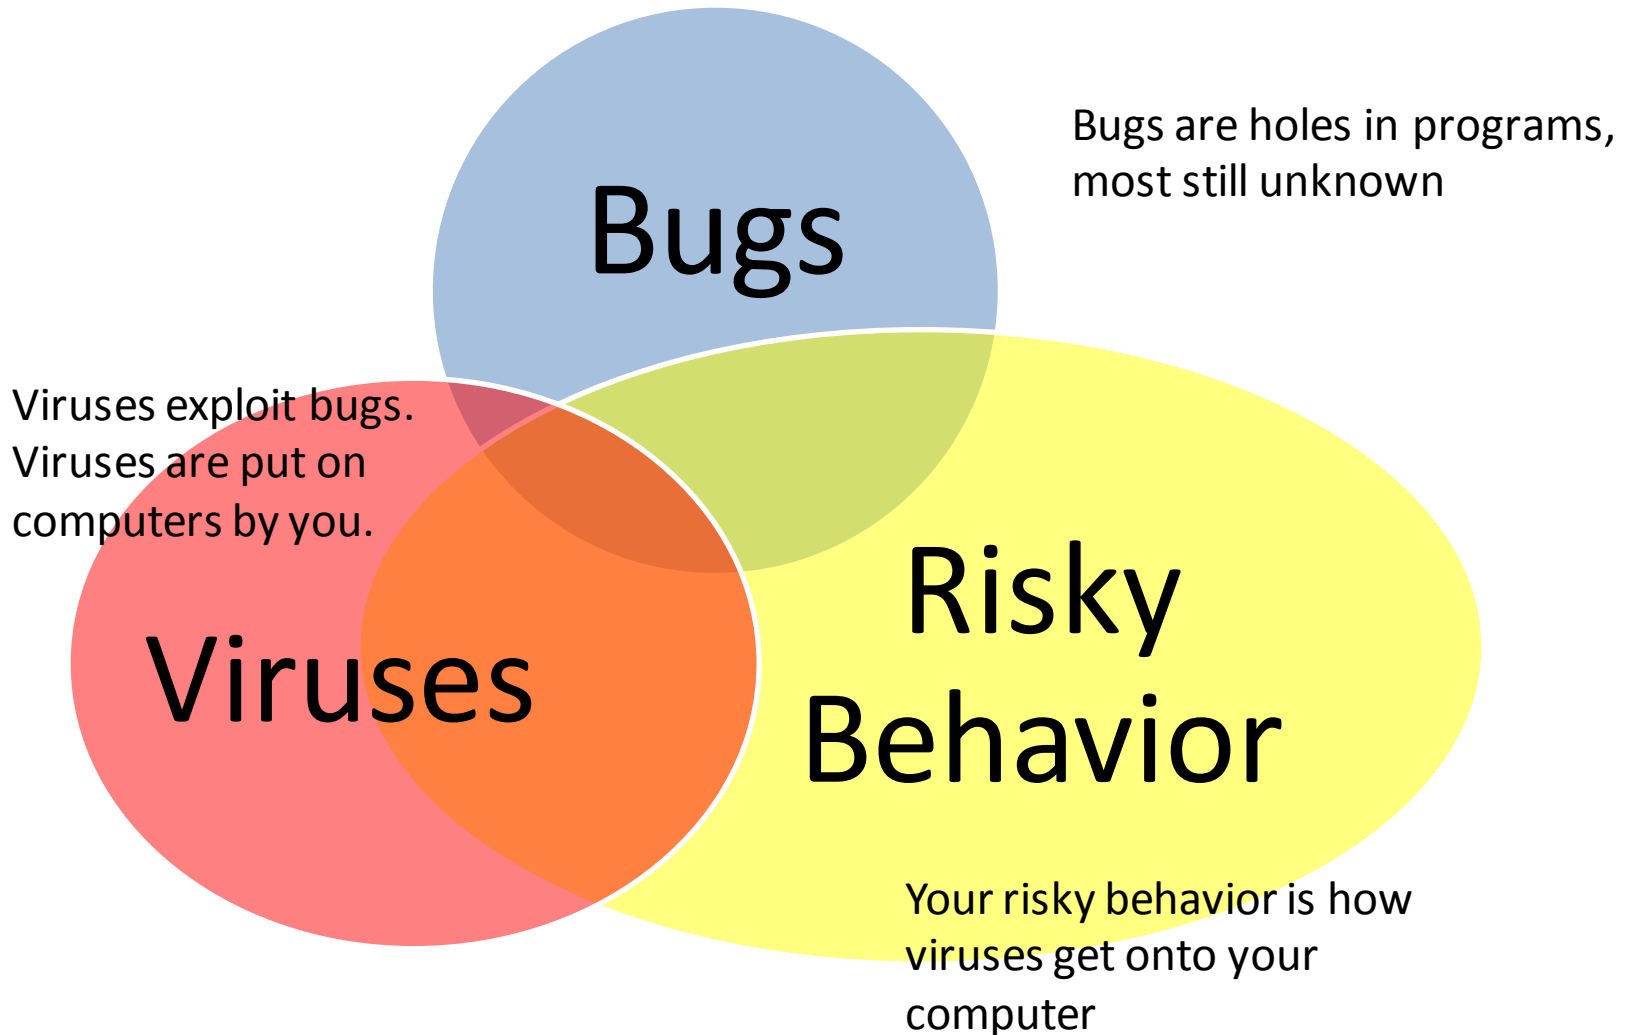 Bugs
Bugs are holes in programs,
most still unknown
Viruses exploit bugs.
Viruses are put on
computers by you.
Viruses
Risky
Behavior
Your risky behavior is how
viruses get onto your
computer